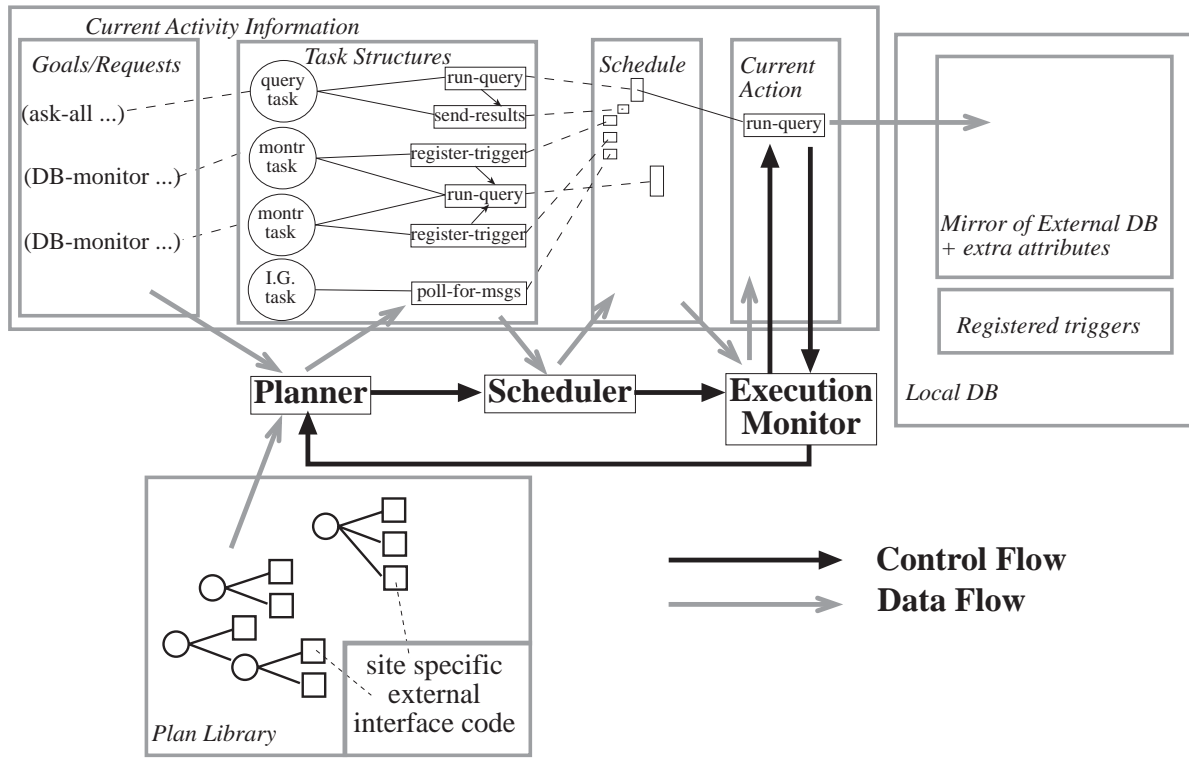 Current Activity Information
Goals/Requests
(ask-all ...)
(DB-monitor ...)
(DB-monitor ...)
Task Structures
query
task
montr
task
montr
task
I.G.
task
run-query
send-results
register-trigger
run-query
register-trigger
poll-for-msgs
Schedule
Current
Action
run-query
Mirror of External DB
+ extra attributes
Registered triggers
Local DB
Planner
Scheduler
Execution
Monitor
Control Flow
Data Flow
site specific
external
interface code
Plan Library